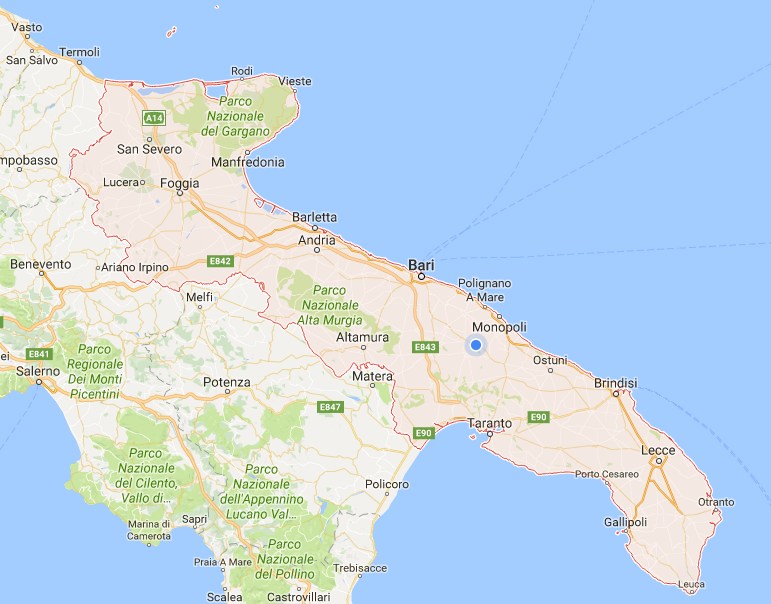 Vasto
San Salvo
Termoli
Rodi
Vieste
Parco
Nazionale
del Gargano
A14
San Severo
Manfredonia
mpobasso
Lucera
Foggia
Barletta
Andria
E842
Bari
Benevento
Ariano Irpino
Polignano
A Mare
Melfi
Parco
Nazionale
Alta Murgia
Monopoli
Altamura
E843
E841
ei
Parco
Regionale
Dei Monti
Picentini
Ostuni
Salerno
Matera
Potenza
Brindisi
E847
E90
Taranto
E90
Lecce
Parco
Nazionale
del Cilento,
Vallo di...
Parco
Nazionale
dell'Appennino
Lucano Val...
Policoro
Porto Cesareo
Otranto
Marina di
Camerota
Sapri
Gallipoli
Parco
Nazionale
del Pollino
Praia A Mare
Trebisacce
Leuca
Scalea
Castrovillari